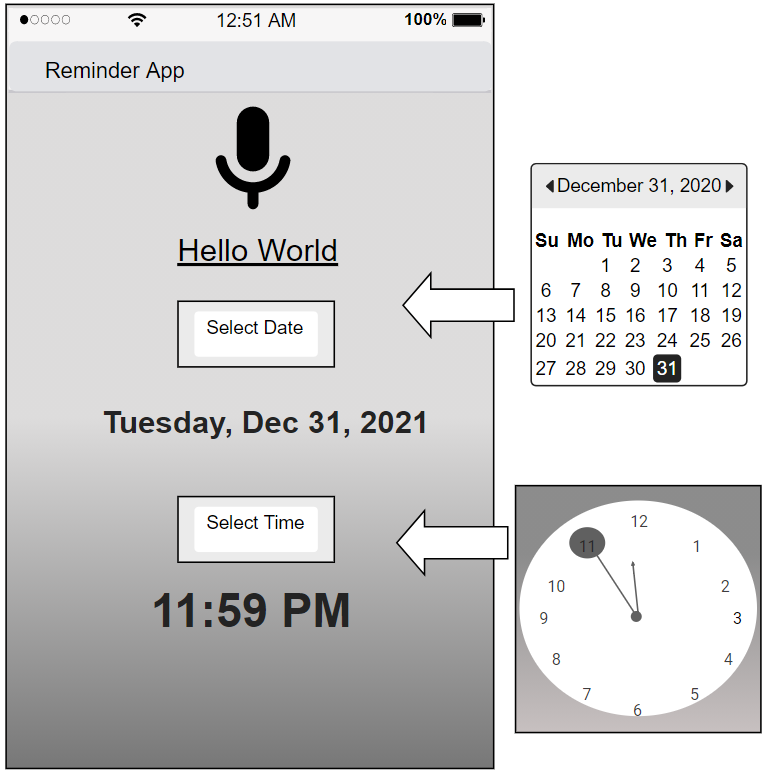 12:51 AM 100%
Reminder App
Hello World
Select Date
Tuesday, Dec 31, 2021
Select Time
11:59 PM
December 31, 2020
Su Mo Tu We Th Fr Sa
1 2 3 4 5
6 7 8 9 10 11 12
13 14 15 16 17 18 19
20 21 22 23 24 25 26
27 28 29 30 31
12
11 1
10 2
9 3
8 4
7 5
6